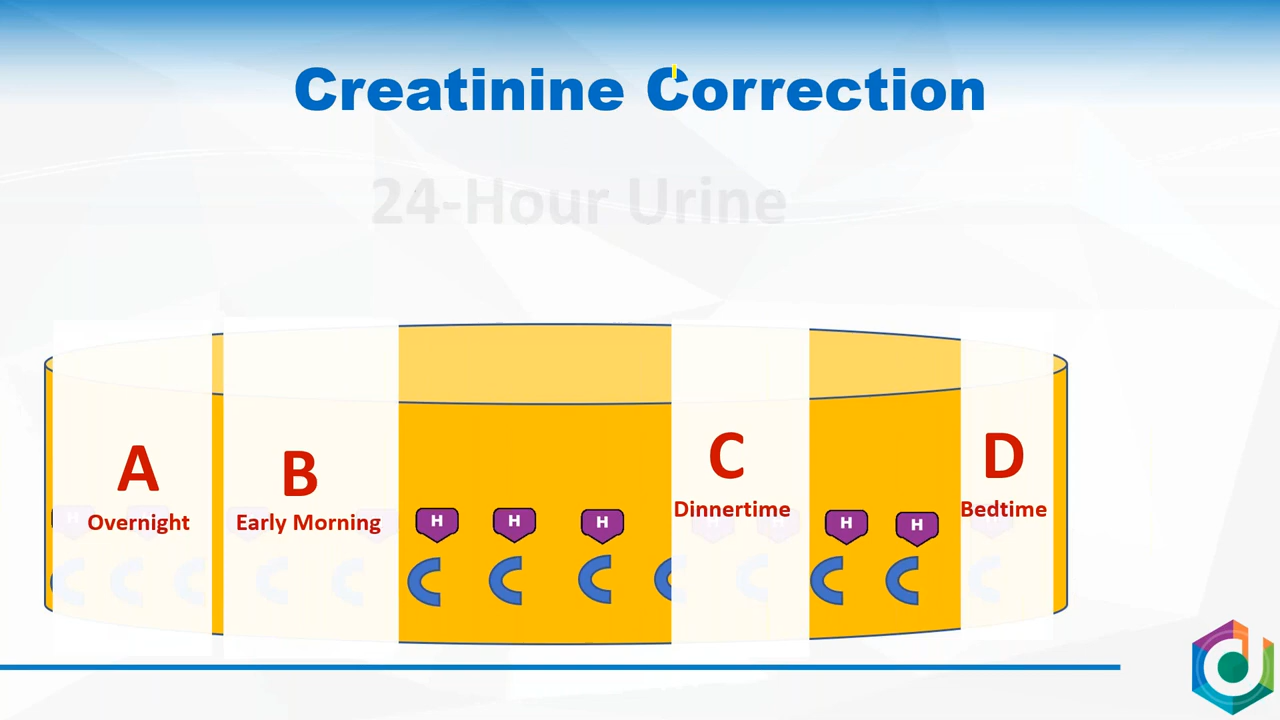 Creatinine Correction
24-Hour Urine
A
B
C
D
Overnight
Early Morning
Dinnertime
Bedtime
H H H H H